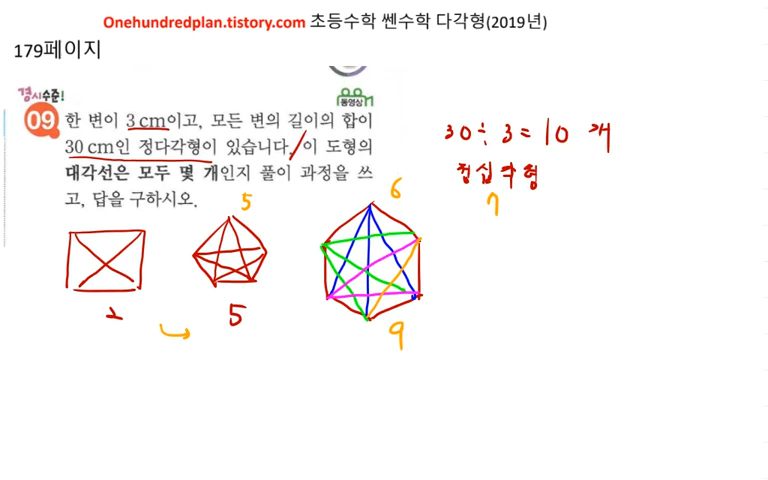 Onehundredplan.tistory.com 초등수학 쎈수학 다각형(2019년)
179페이지
경시수준!
동영상
09 한 변이 3 cm이고, 모든 변의 길이의 합이
30 cm인 정다각형이 있습니다. 이 도형의
대각선은 모두 몇 개인지 풀이 과정을 쓰
고, 답을 구하시오.
30 ÷ 3 = 10 개
정십각형
7
5
6
2
5
9